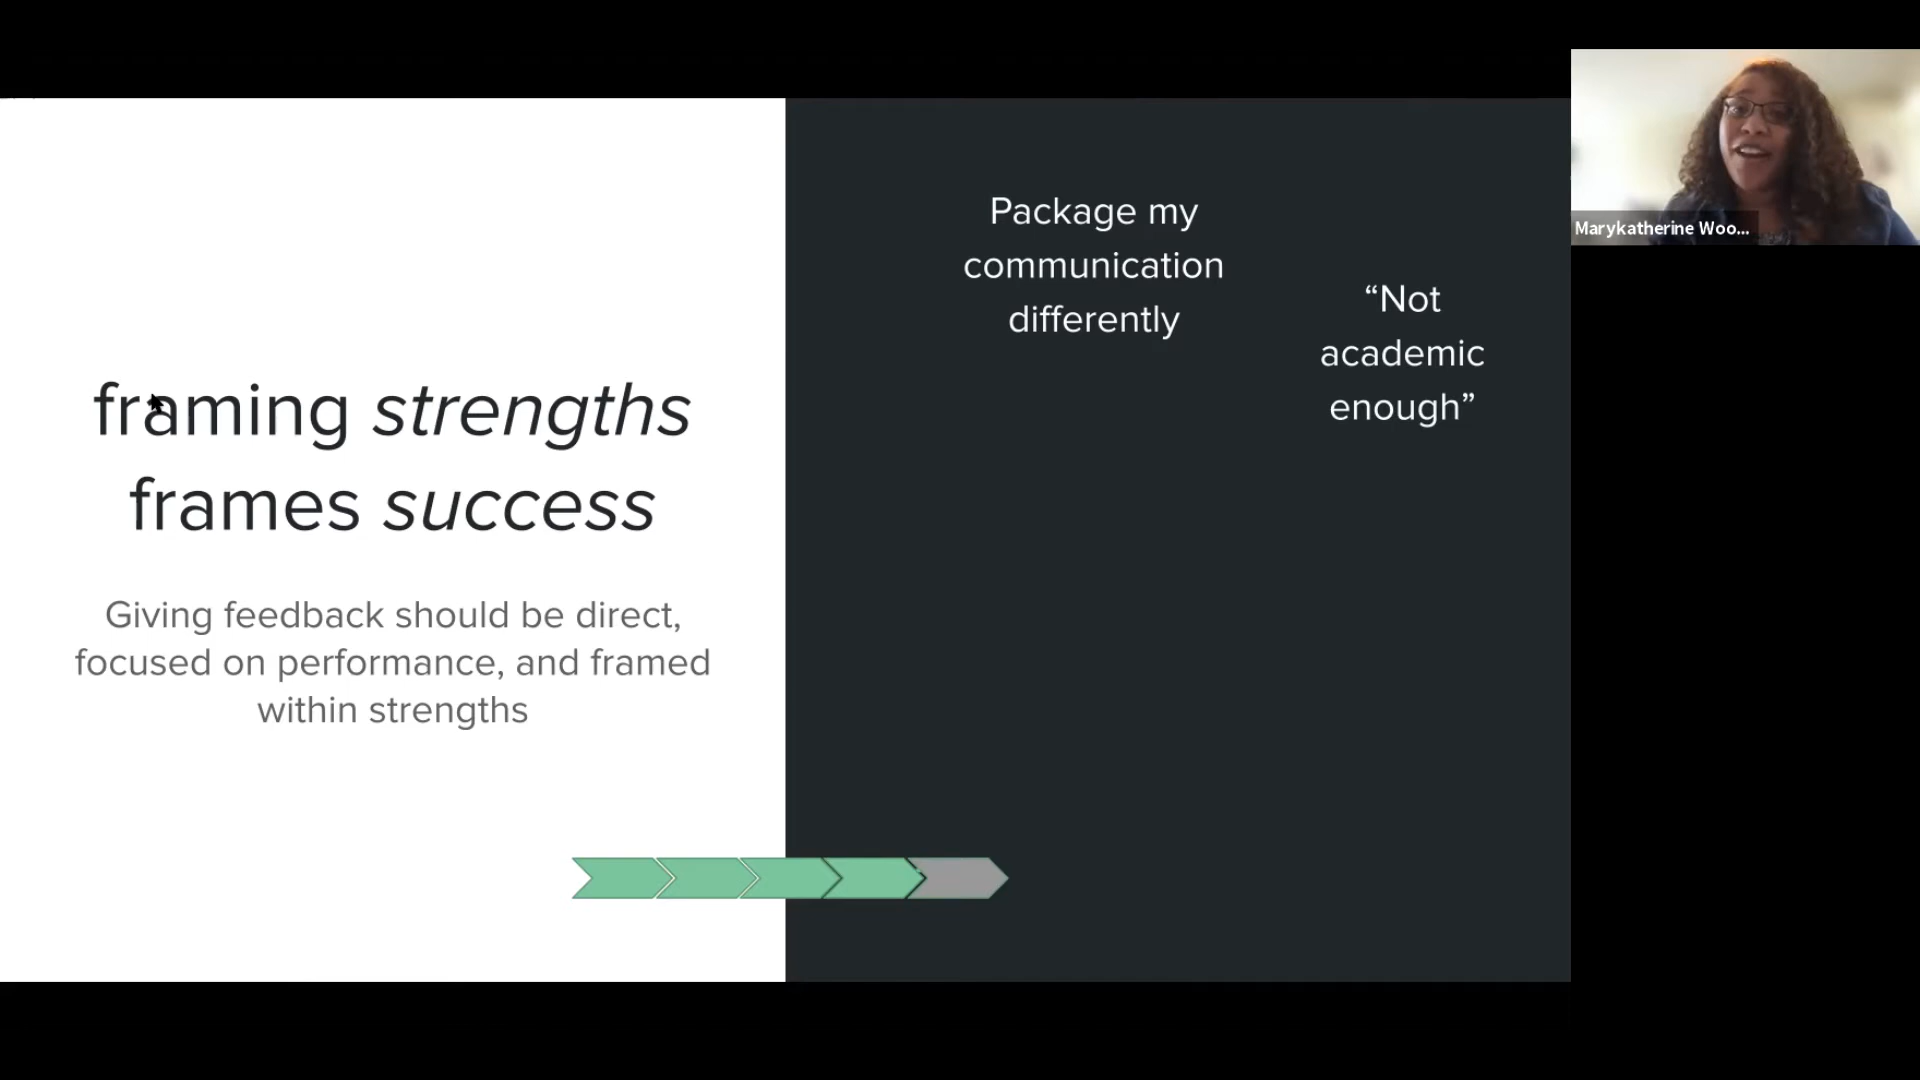 framing strengths
frames success
Giving feedback should be direct,
focused on performance, and framed
within strengths
Package my
communication
differently
“Not
academic
enough”
Marykatherine Woo...